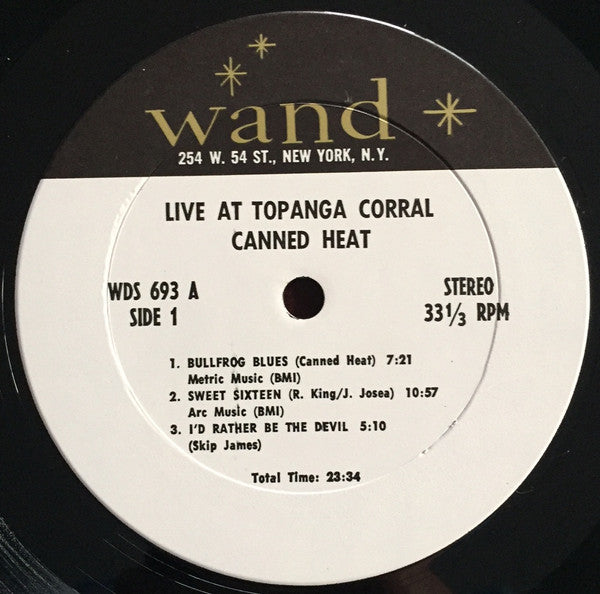 wand
254 W. 54 ST., NEW YORK, N.Y.
LIVE AT TOPANGA CORRAL
CANNED HEAT
WDS 693 A
SIDE 1
STEREO
33 1/3 RPM
1. BULLFROG BLUES (Canned Heat) 7:21
Metric Music (BMI)
2. SWEET SIXTEEN (R. King/J. Josea) 10:57
Arc Music (BMI)
3. I'D RATHER BE THE DEVIL 5:10
(Skip James)
Total Time: 23:34